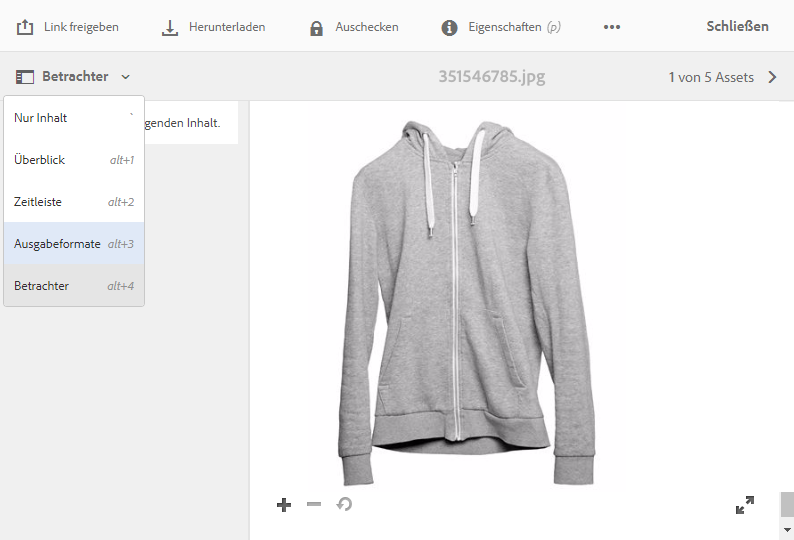 Link freigeben Herunterladen Auschecken Eigenschaften (p) ••• Schließen
Betrachter 351546785.jpg 1 von 5 Assets
Nur Inhalt `
genden Inhalt.
Überblick alt+1
Zeitleiste alt+2
Ausgabeformate alt+3
Betrachter alt+4